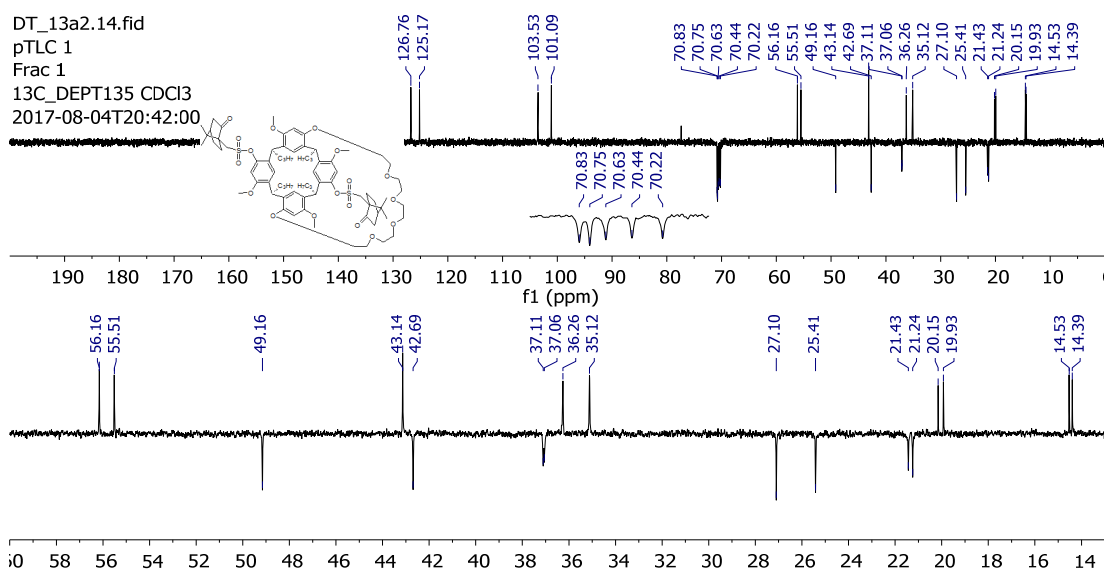 DT_13a2.14.fid
pTLC 1
Frac 1
13C_DEPT135 CDCl3
2017-08-04T20:42:00
126.76 125.17 103.53 101.09 70.83 70.75 70.63 70.44 70.22 56.16 55.51 49.16 43.14 42.69 37.11 37.06 36.26 35.12 27.10 25.41 21.43 21.24 20.15 19.93 14.53 14.39
70.83 70.75 70.63 70.44 70.22
190 180 170 160 150 140 130 120 110 100 90 80 70 60 50 40 30 20 10 0
f1 (ppm)
56.16 55.51 49.16 43.14 42.69 37.11 37.06 36.26 35.12 27.10 25.41 21.43 21.24 20.15 19.93 14.53 14.39
60 58 56 54 52 50 48 46 44 42 40 38 36 34 32 30 28 26 24 22 20 18 16 14